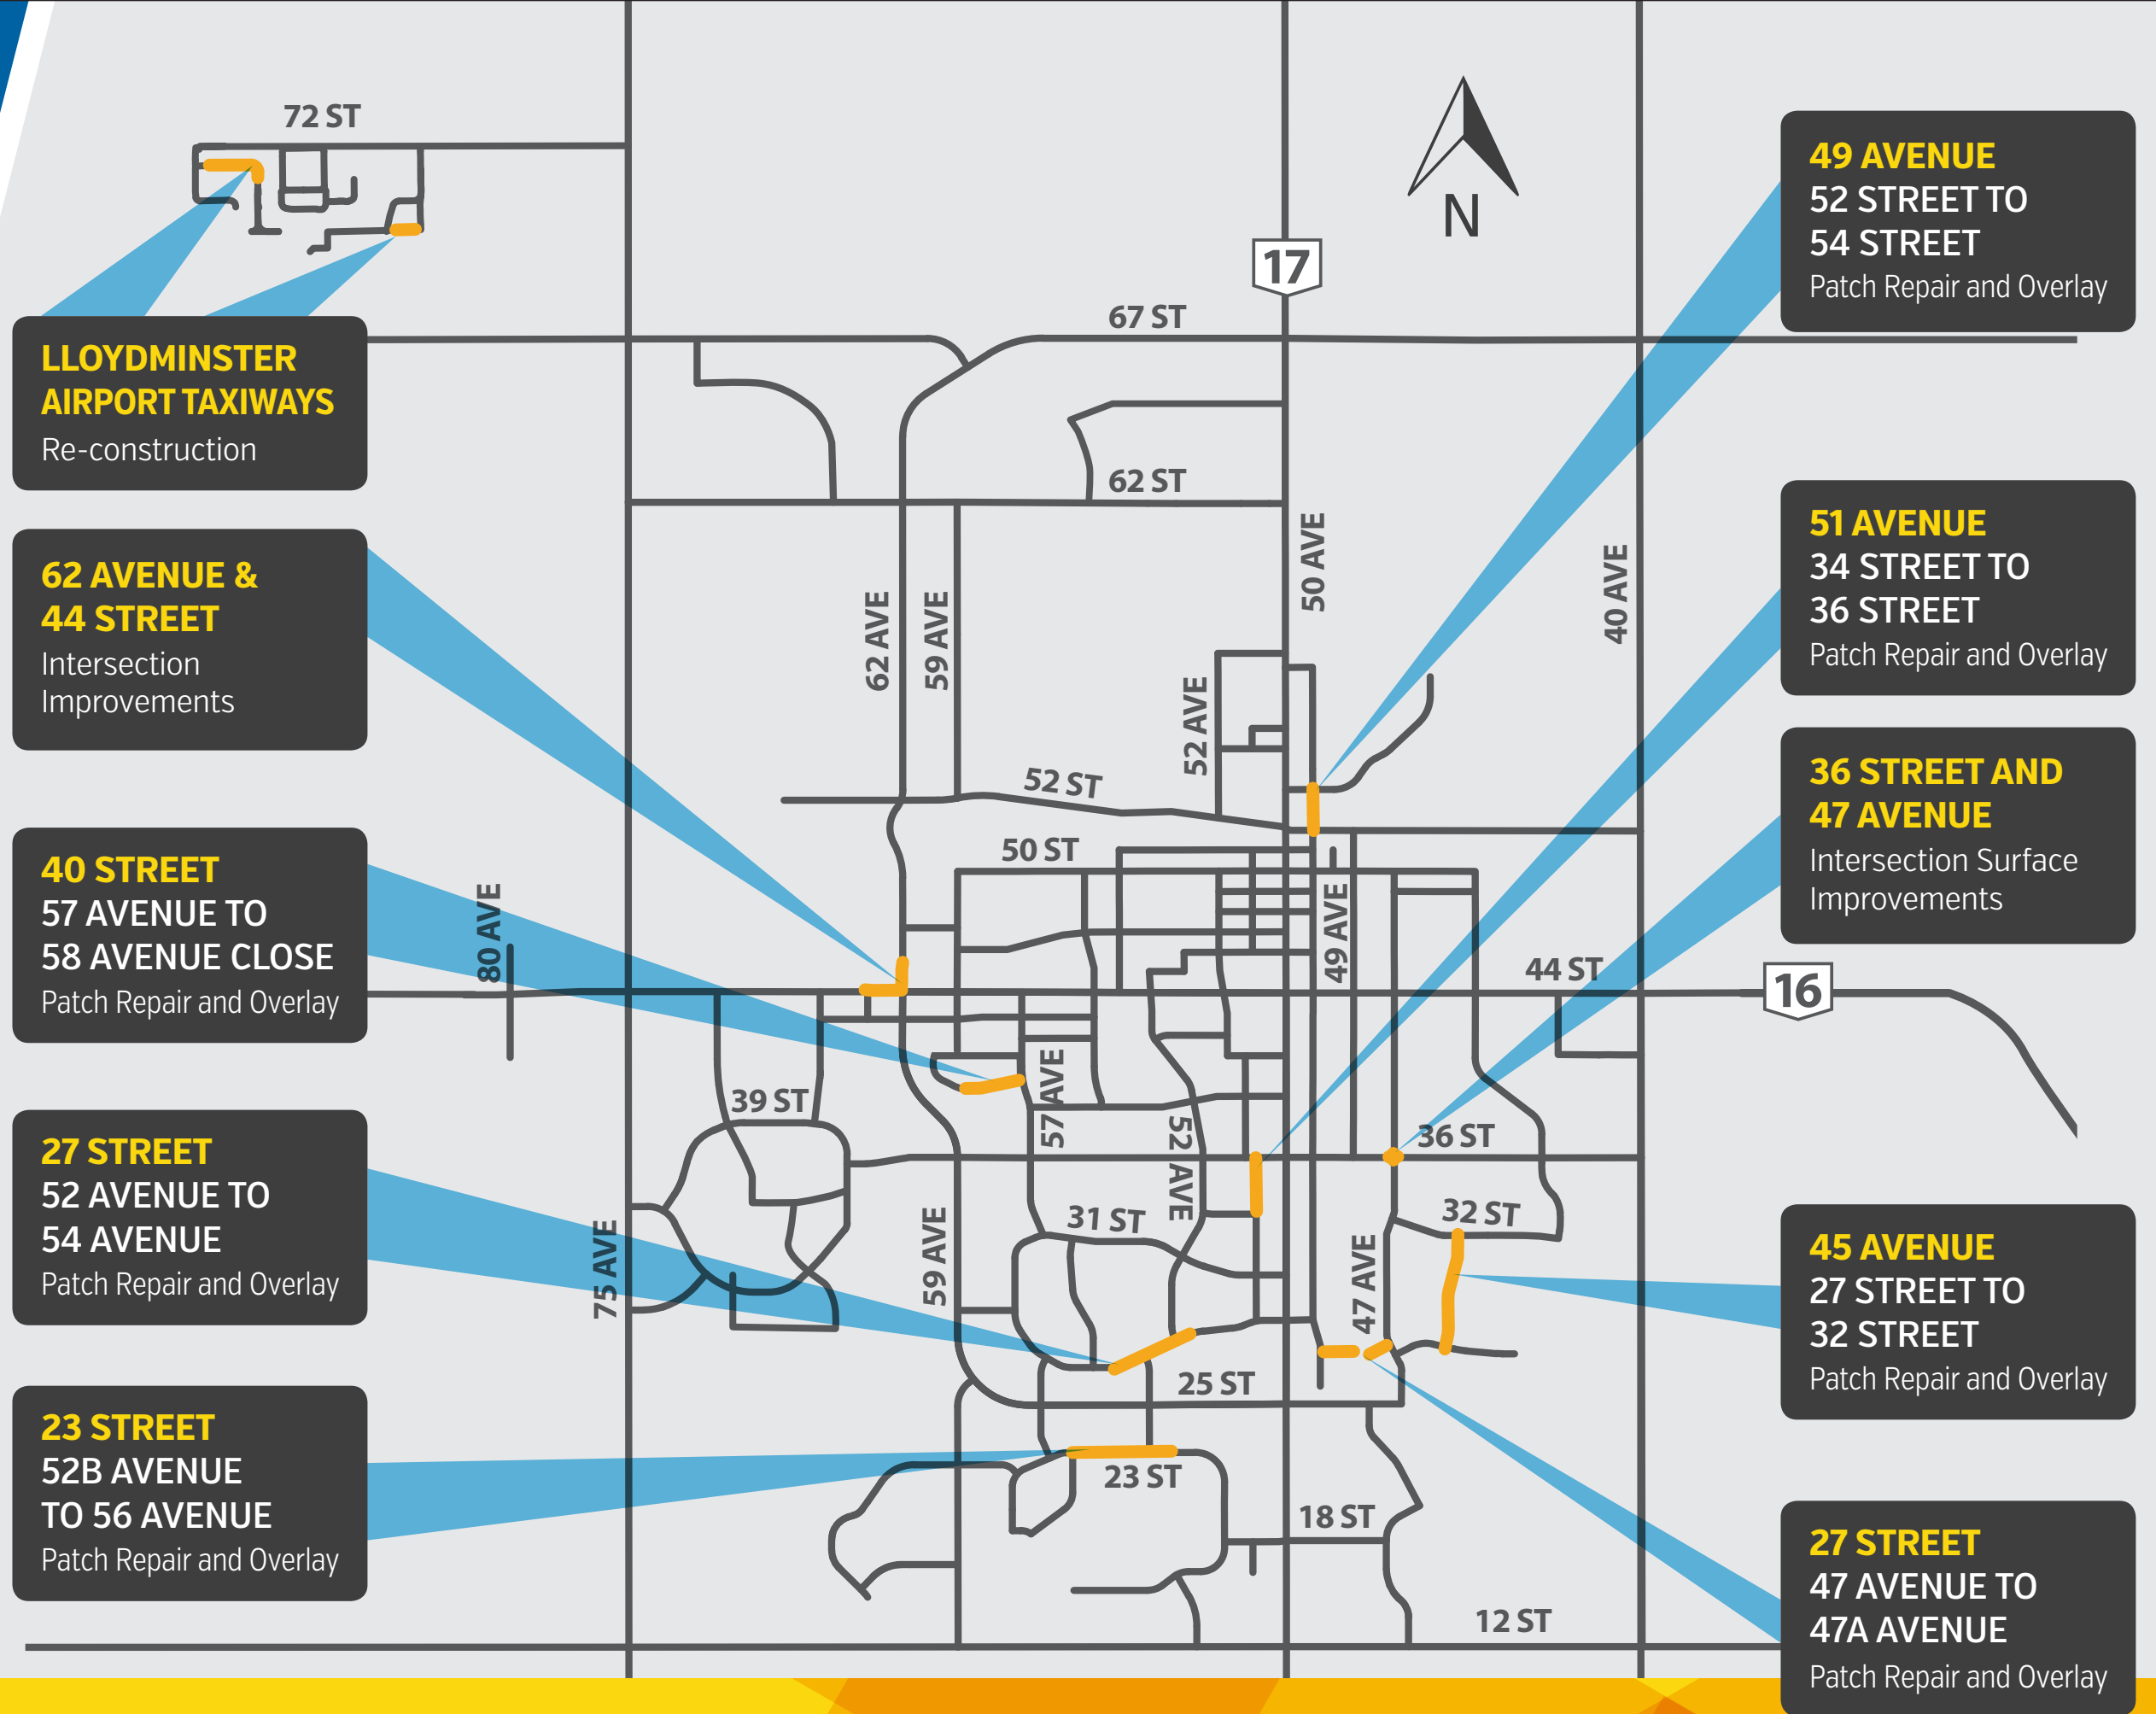 72 ST
N
17
67 ST
62 ST
50 AVE
40 AVE
62 AVE
59 AVE
52 AVE
52 ST
50 ST
80 AVE
49 AVE
44 ST
16
39 ST
57 AVE
52 AVE
36 ST
31 ST
32 ST
75 AVE
59 AVE
47 AVE
25 ST
23 ST
18 ST
12 ST
LLOYDMINSTER
AIRPORT TAXIWAYS
Re-construction
62 AVENUE &
44 STREET
Intersection
Improvements
40 STREET
57 AVENUE TO
58 AVENUE CLOSE
Patch Repair and Overlay
27 STREET
52 AVENUE TO
54 AVENUE
Patch Repair and Overlay
23 STREET
52B AVENUE
TO 56 AVENUE
Patch Repair and Overlay
49 AVENUE
52 STREET TO
54 STREET
Patch Repair and Overlay
51 AVENUE
34 STREET TO
36 STREET
Patch Repair and Overlay
36 STREET AND
47 AVENUE
Intersection Surface
Improvements
45 AVENUE
27 STREET TO
32 STREET
Patch Repair and Overlay
27 STREET
47 AVENUE TO
47A AVENUE
Patch Repair and Overlay